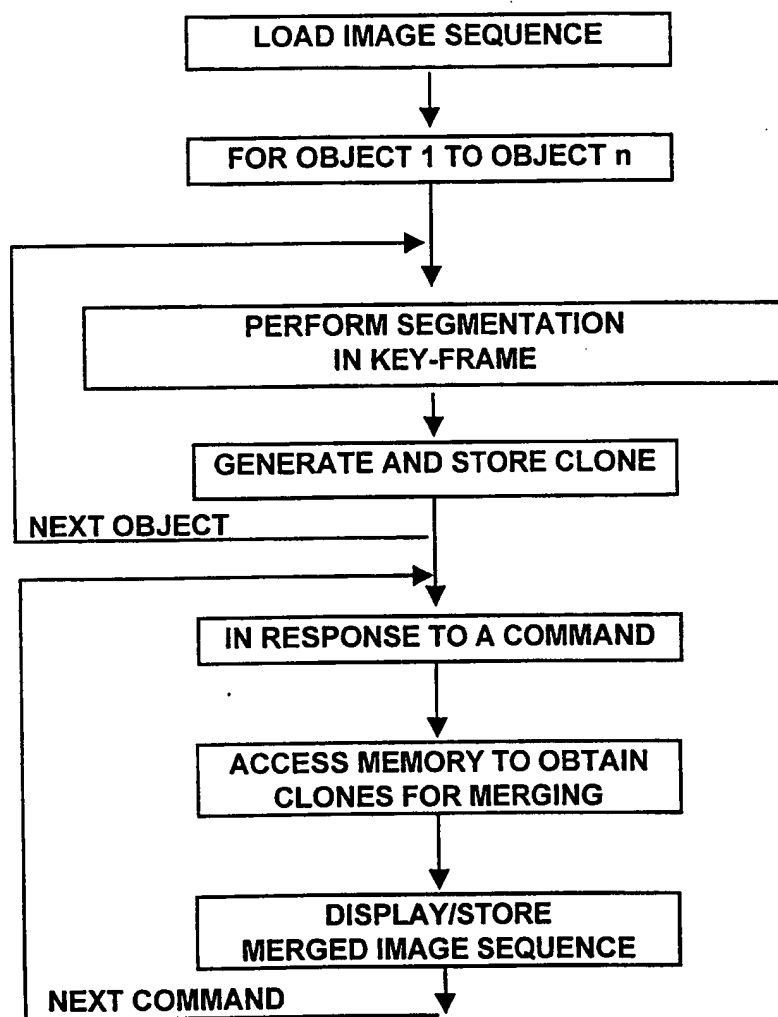 LOAD IMAGE SEQUENCE
FOR OBJECT 1 TO OBJECT n
PERFORM SEGMENTATION
IN KEY-FRAME
GENERATE AND STORE CLONE
NEXT OBJECT
IN RESPONSE TO A COMMAND
ACCESS MEMORY TO OBTAIN
CLONES FOR MERGING
DISPLAY/STORE
MERGED IMAGE SEQUENCE
NEXT COMMAND